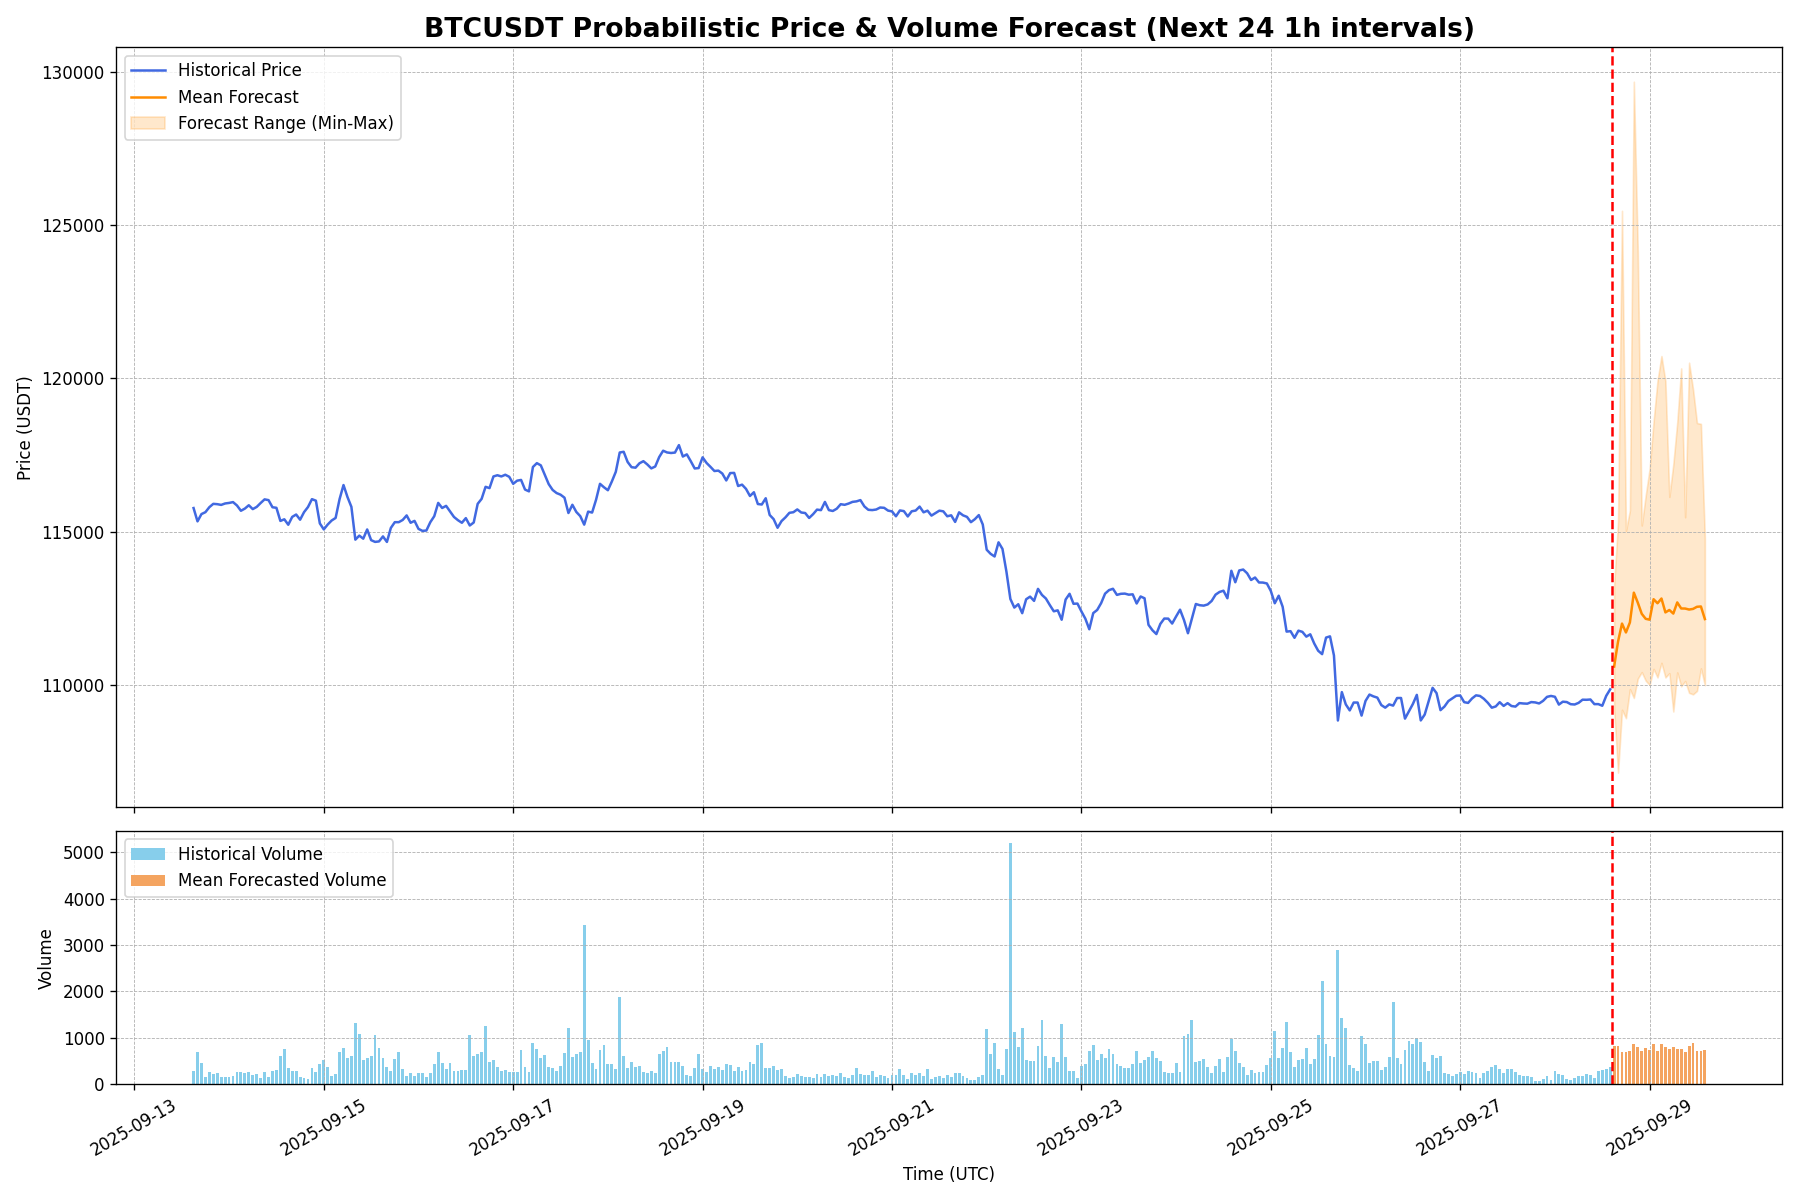 BTCUSDT Probabilistic Price & Volume Forecast (Next 24 1h intervals)
Historical Price
Mean Forecast
Forecast Range (Min-Max)
130000
125000
120000
115000
110000
Price (USDT)
Historical Volume
Mean Forecasted Volume
5000
4000
3000
2000
1000
0
Volume
2025-09-13
2025-09-15
2025-09-17
2025-09-19
2025-09-21
2025-09-23
2025-09-25
2025-09-27
2025-09-29
Time (UTC)